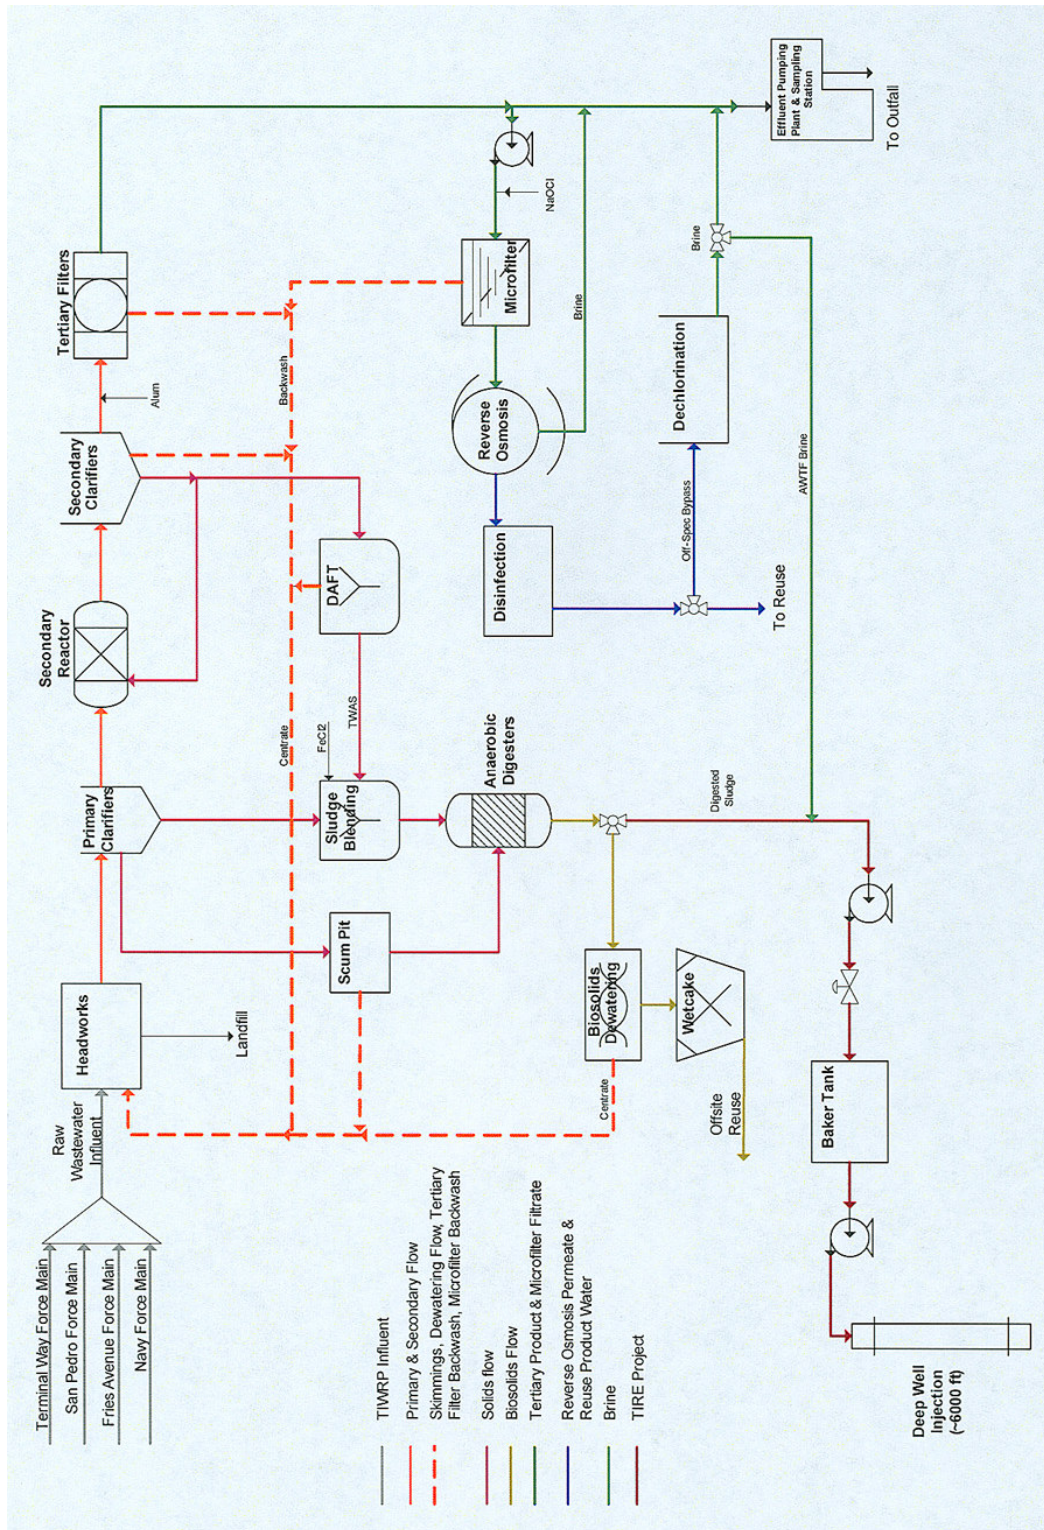 Terminal Way Force Main
San Pedro Force Main
Fries Avenue Force Main
Navy Force Main
Raw
Wastewater
Influent
Headworks
Landfill
Primary
Clarifiers
Secondary
Reactor
Secondary
Clarifiers
Alum
Tertiary Filters
Backwash
Centrate
Scum Pit
Sludge
Blending
FeCl2
TWAS
DAFT
Anaerobic
Digesters
Biosolids
Dewatering
Centrate
Wetcake
Offsite
Reuse
Digested
Sludge
NaOCl
Microfilter
Reverse
Osmosis
Brine
Disinfection
Off-Spec Bypass
To Reuse
Dechlorination
Brine
AWTF Brine
Effluent Pumping
Plant & Sampling
Station
To Outfall
Baker Tank
Deep Well
Injection
(~6000 ft)
TIWRP Influent
Primary & Secondary Flow
Skimmings, Dewatering Flow, Tertiary
Filter Backwash, Microfilter Backwash
Solids flow
Biosolids Flow
Tertiary Product & Microfilter Filtrate
Reverse Osmosis Permeate &
Reuse Product Water
Brine
TIRE Project